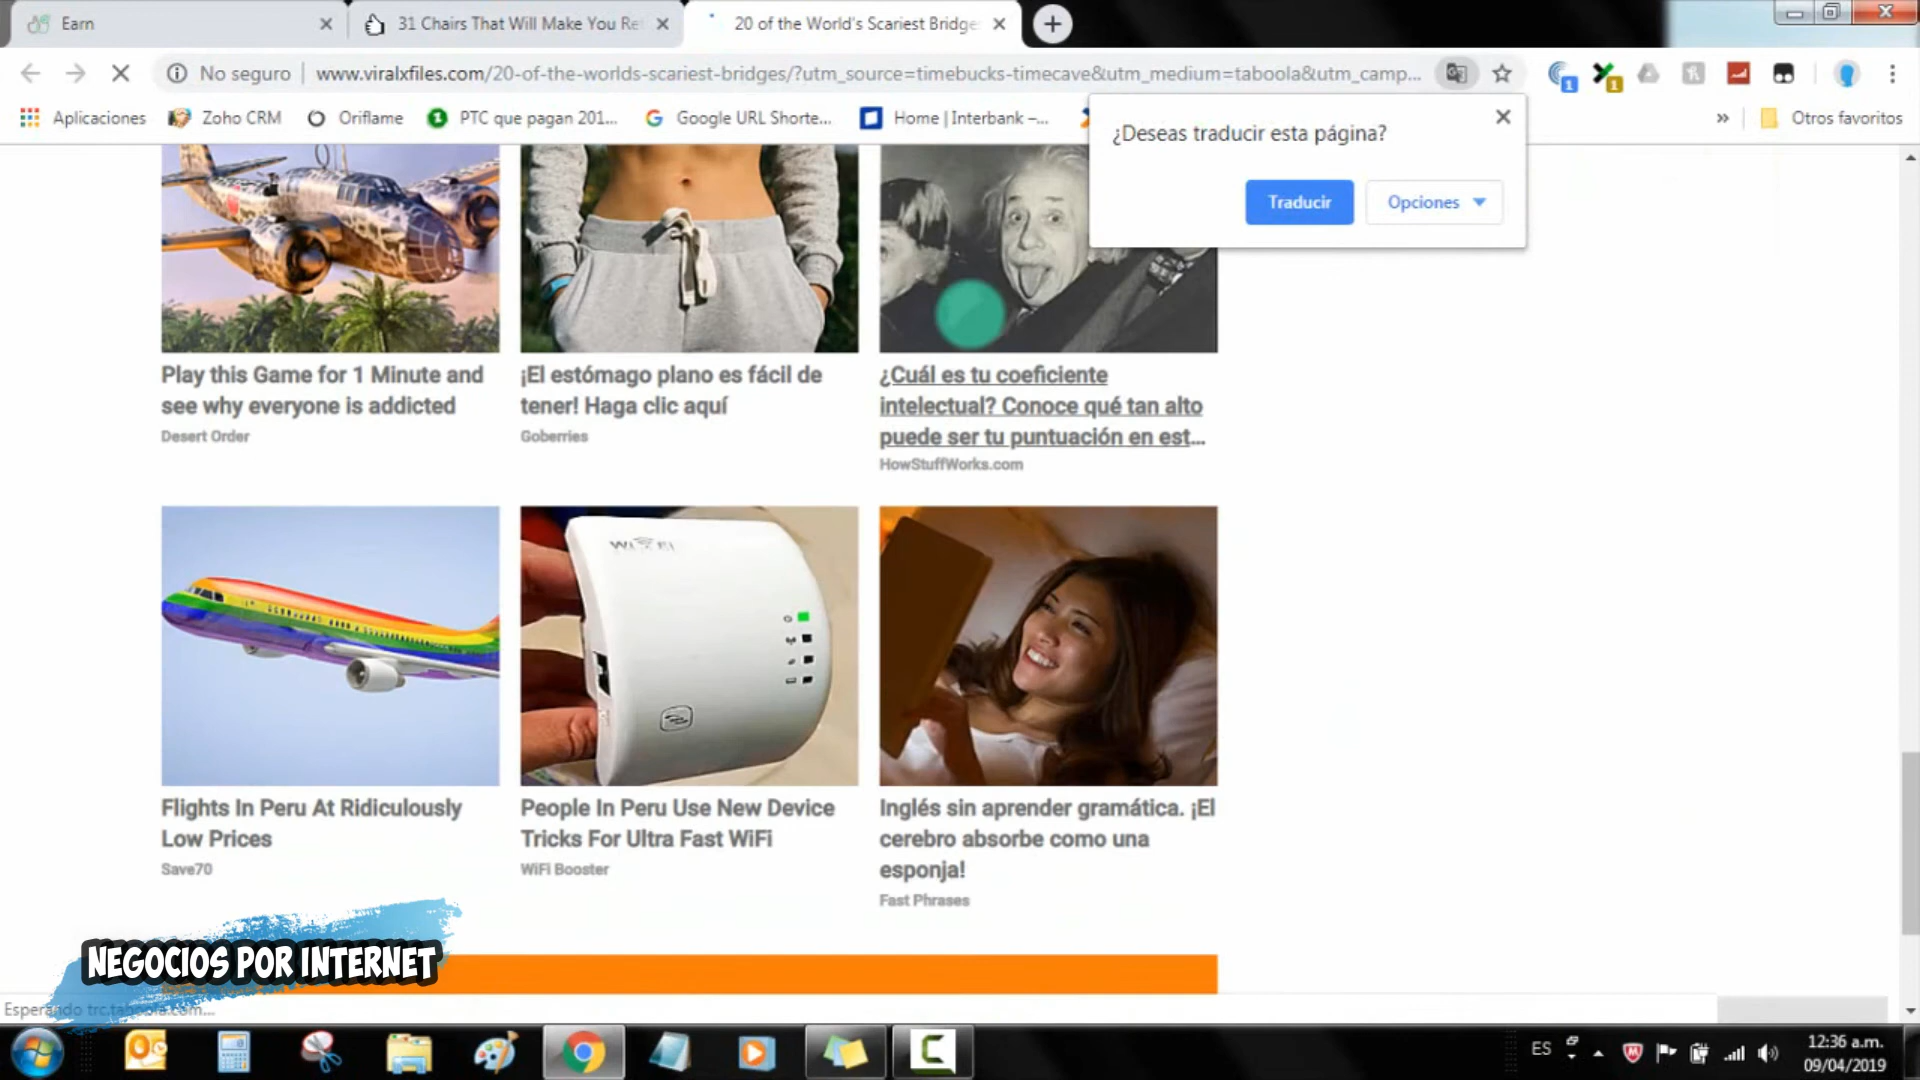 Earn
31 Chairs That Will Make You Re
20 of the World's Scariest Bridge
No seguro
www.viralxfiles.com/20-of-the-worlds-scariest-bridges/?utm_source=timebucks-timecave&utm_medium=taboola&utm_camp...
1
1
Aplicaciones
Zoho CRM
Oriflame
PTC que pagan 201...
Google URL Shorte...
Home | Interbank –...
»
Otros favoritos
¿Deseas traducir esta página?
Traducir
Opciones
Play this Game for 1 Minute and
see why everyone is addicted
Desert Order
¡El estómago plano es fácil de
tener! Haga clic aquí
Goberries
¿Cuál es tu coeficiente
intelectual? Conoce qué tan alto
puede ser tu puntuación en est...
HowStuffWorks.com
Flights In Peru At Ridiculously
Low Prices
Save70
People In Peru Use New Device
Tricks For Ultra Fast WiFi
WiFi Booster
Inglés sin aprender gramática. ¡El
cerebro absorbe como una
esponja!
Fast Phrases
NEGOCIOS POR INTERNET
Esperando trc.taboola.com...
ES
12:36 a.m.
09/04/2019